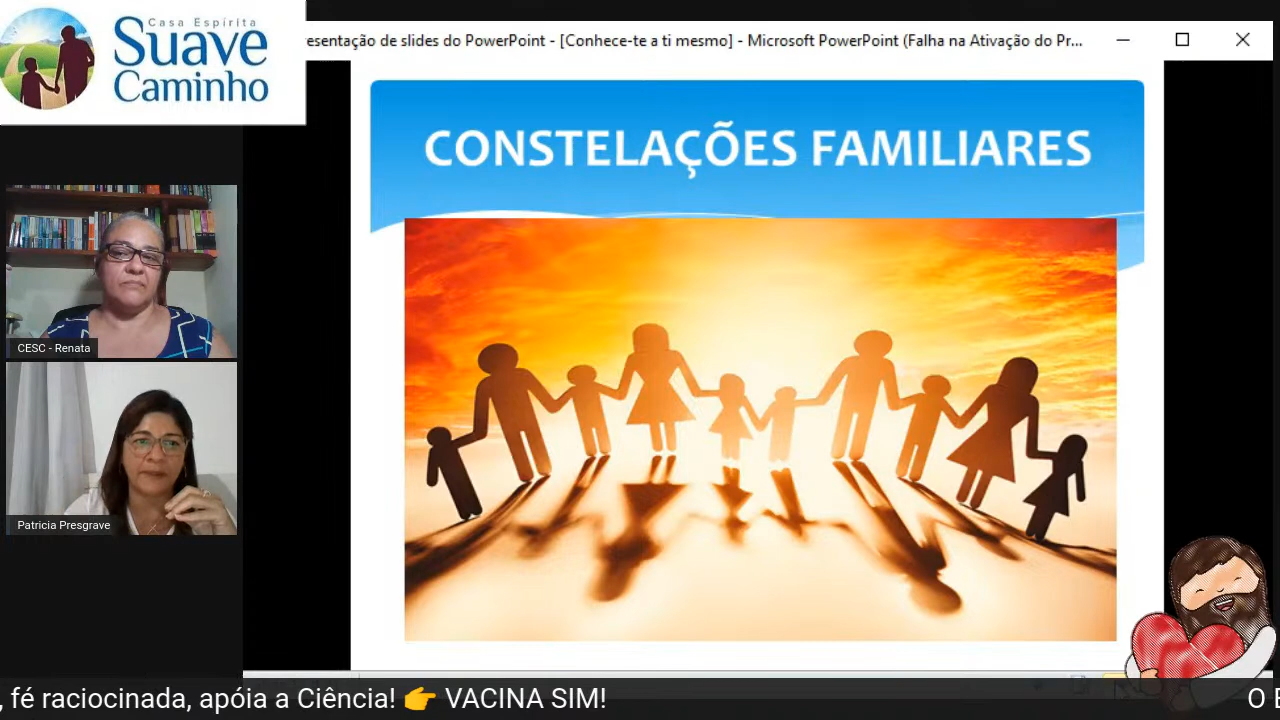 Casa Espírita
Suave
Caminho
resentação de slides do PowerPoint - [Conhece-te a ti mesmo] - Microsoft PowerPoint (Falha na Ativação do Pr...
CONSTELAÇÕES FAMILIARES
CESC - Renata
Patricia Presgrave
, fé raciocinada, apóia a Ciência! 👉 VACINA SIM!
O